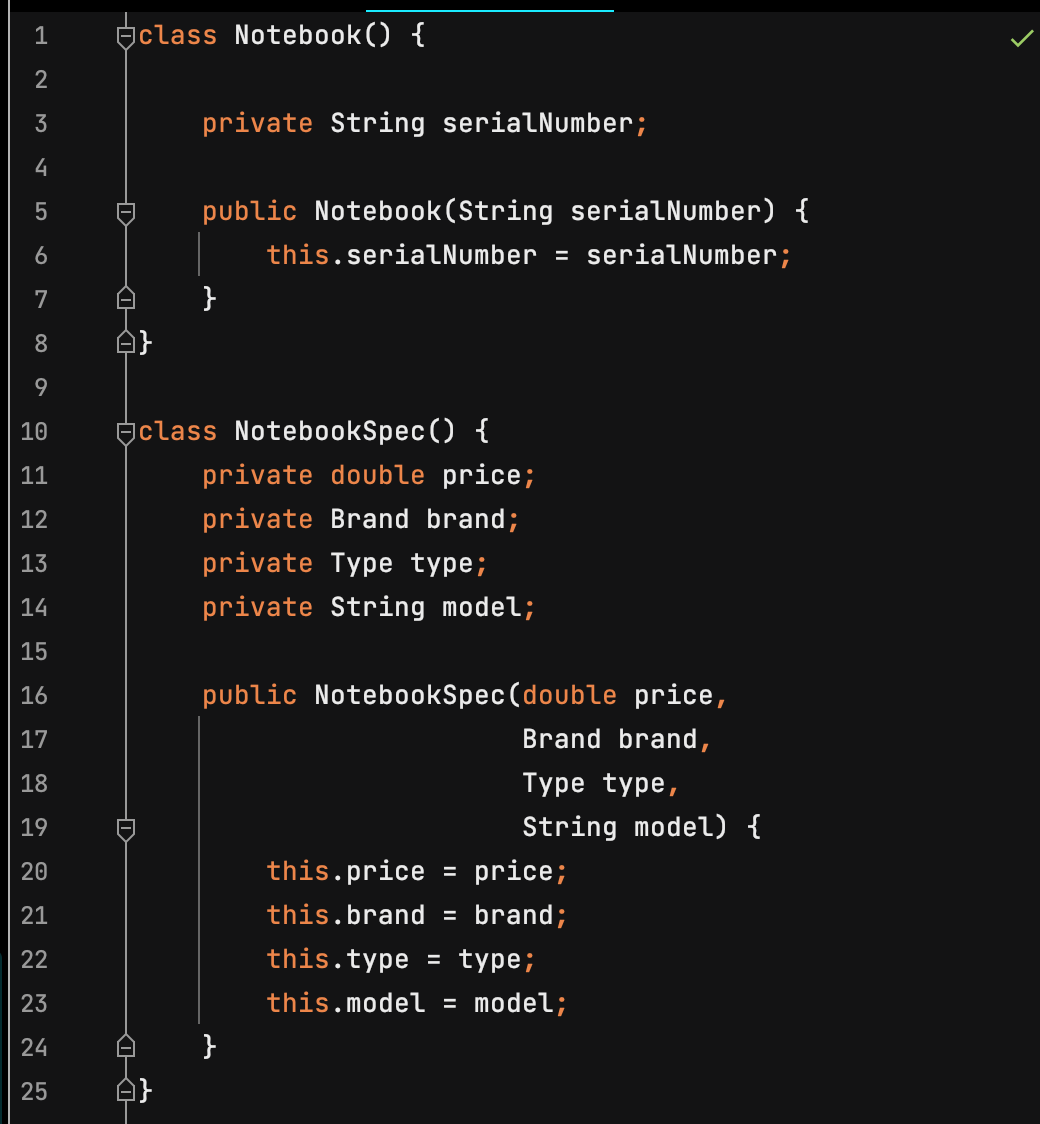 1 class Notebook() {
2
3     private String serialNumber;
4
5     public Notebook(String serialNumber) {
6         this.serialNumber = serialNumber;
7     }
8 }
9
10 class NotebookSpec() {
11     private double price;
12     private Brand brand;
13     private Type type;
14     private String model;
15
16     public NotebookSpec(double price,
17                         Brand brand,
18                         Type type,
19                         String model) {
20         this.price = price;
21         this.brand = brand;
22         this.type = type;
23         this.model = model;
24     }
25 }